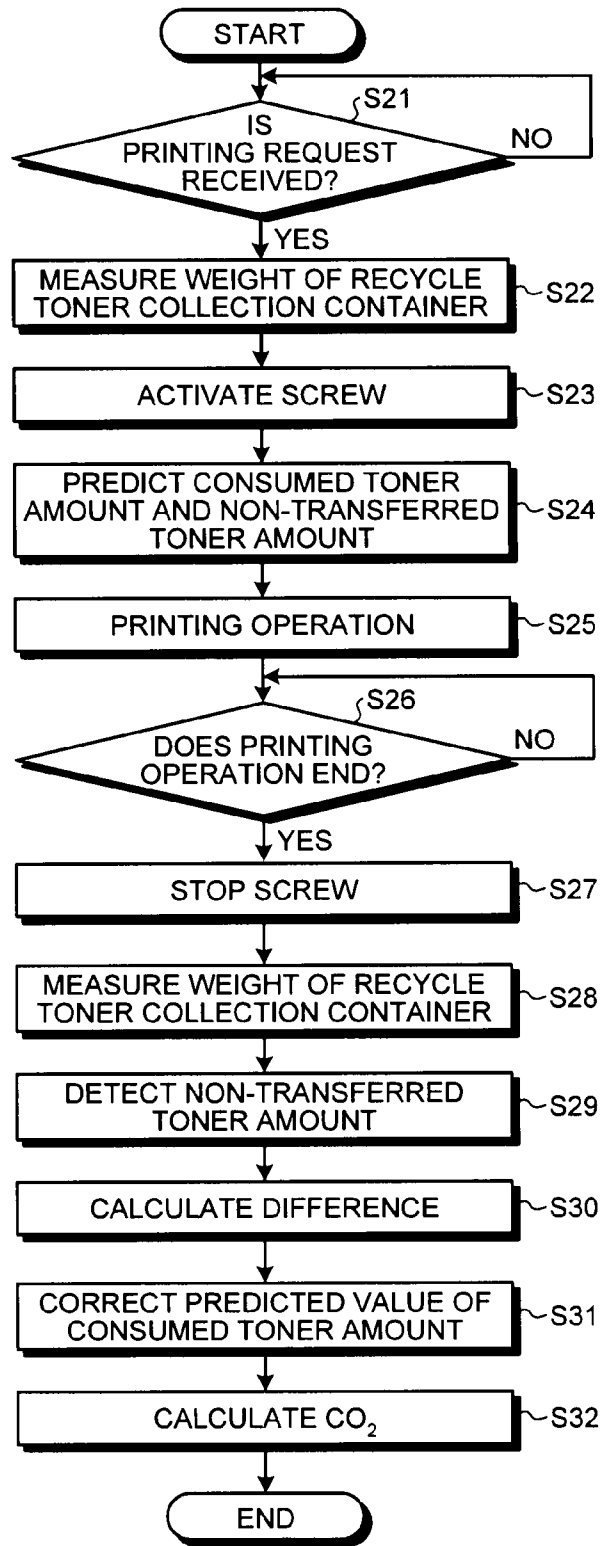 START
S21
IS
PRINTING REQUEST
RECEIVED?
NO
YES
MEASURE WEIGHT OF RECYCLE
TONER COLLECTION CONTAINER
S22
ACTIVATE SCREW
S23
PREDICT CONSUMED TONER
AMOUNT AND NON-TRANSFERRED
TONER AMOUNT
S24
PRINTING OPERATION
S25
S26
DOES PRINTING
OPERATION END?
NO
YES
STOP SCREW
S27
MEASURE WEIGHT OF RECYCLE
TONER COLLECTION CONTAINER
S28
DETECT NON-TRANSFERRED
TONER AMOUNT
S29
CALCULATE DIFFERENCE
S30
CORRECT PREDICTED VALUE OF
CONSUMED TONER AMOUNT
S31
CALCULATE CO₂
S32
END